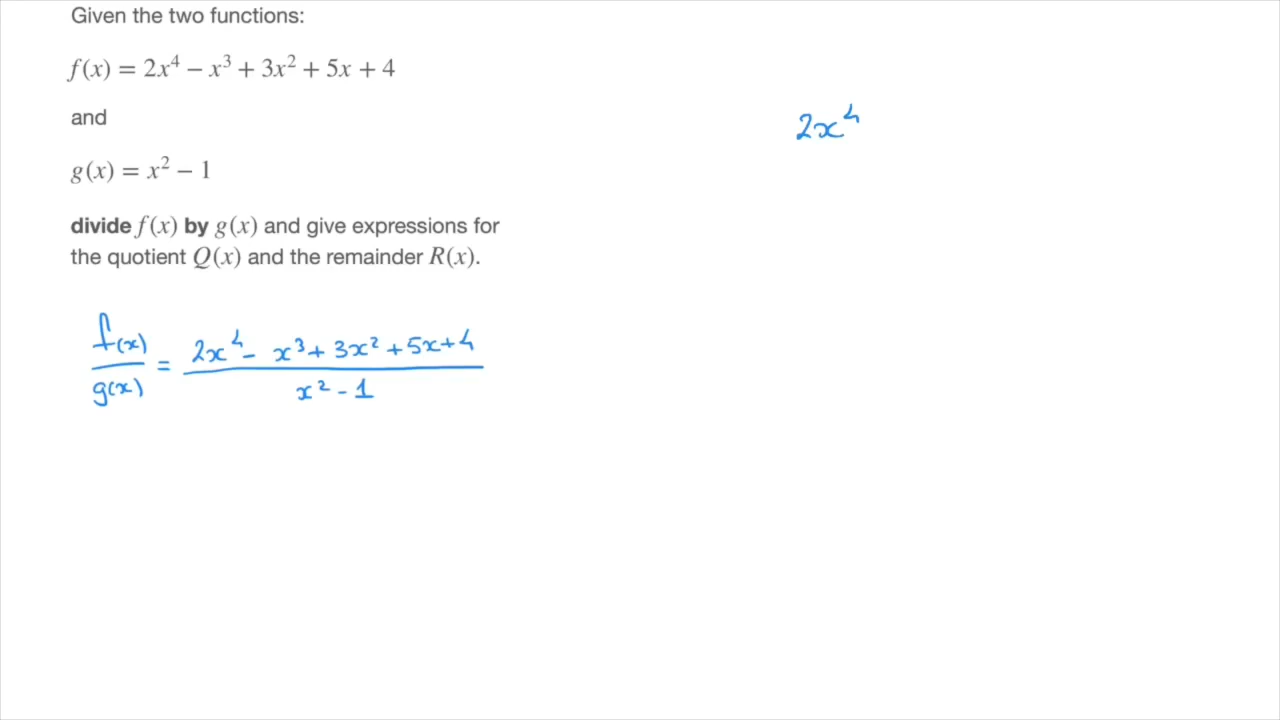 Given the two functions:
f(x) = 2x⁴ − x³ + 3x² + 5x + 4
2x⁴
and
g(x) = x² − 1
divide f(x) by g(x) and give expressions for
the quotient Q(x) and the remainder R(x).
f(x)/g(x) = (2x⁴ - x³ + 3x² + 5x + 4)/(x² - 1)